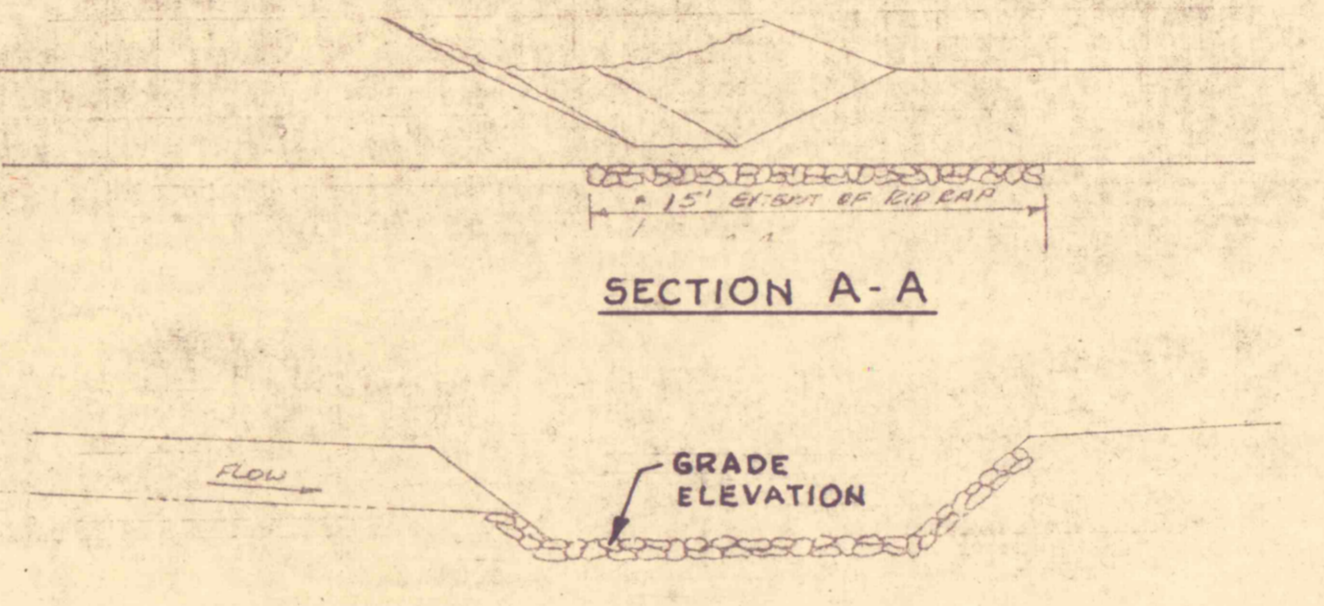 15' EXTENT OF RIP RAP
SECTION A-A
FLOW
GRADE
ELEVATION